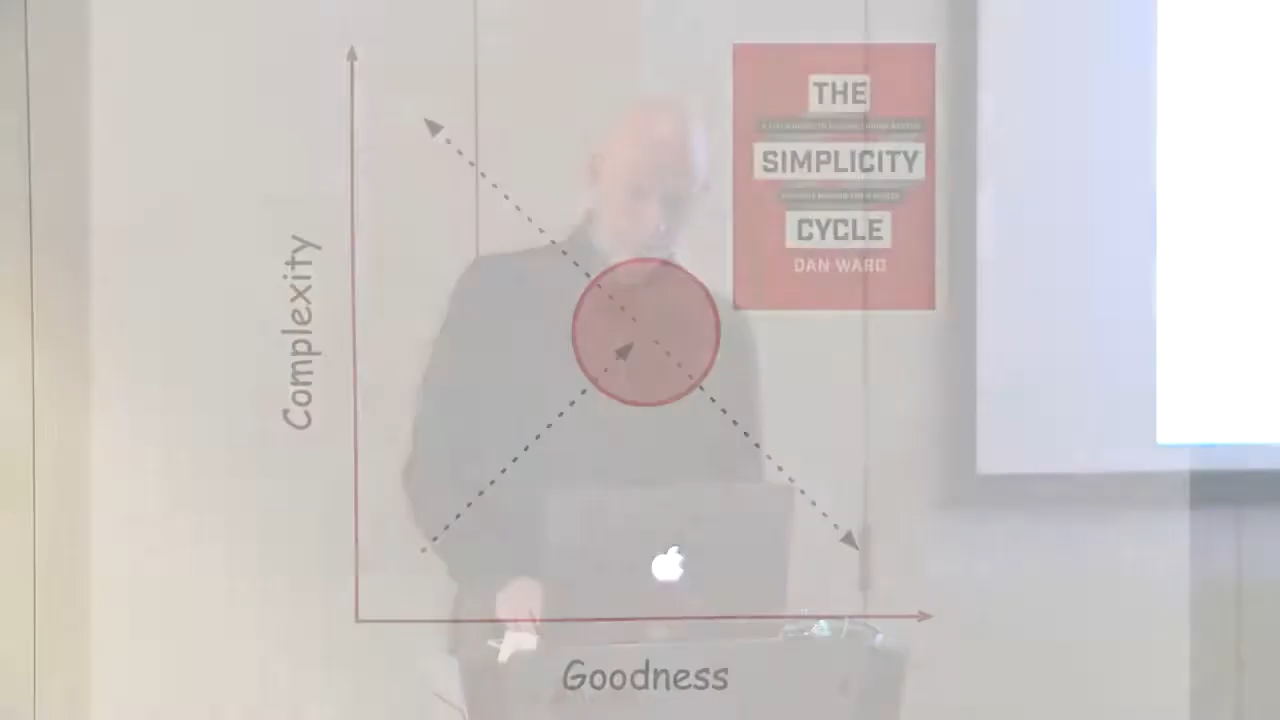 THE
SIMPLICITY
CYCLE
DAN WARD
Complexity
Goodness